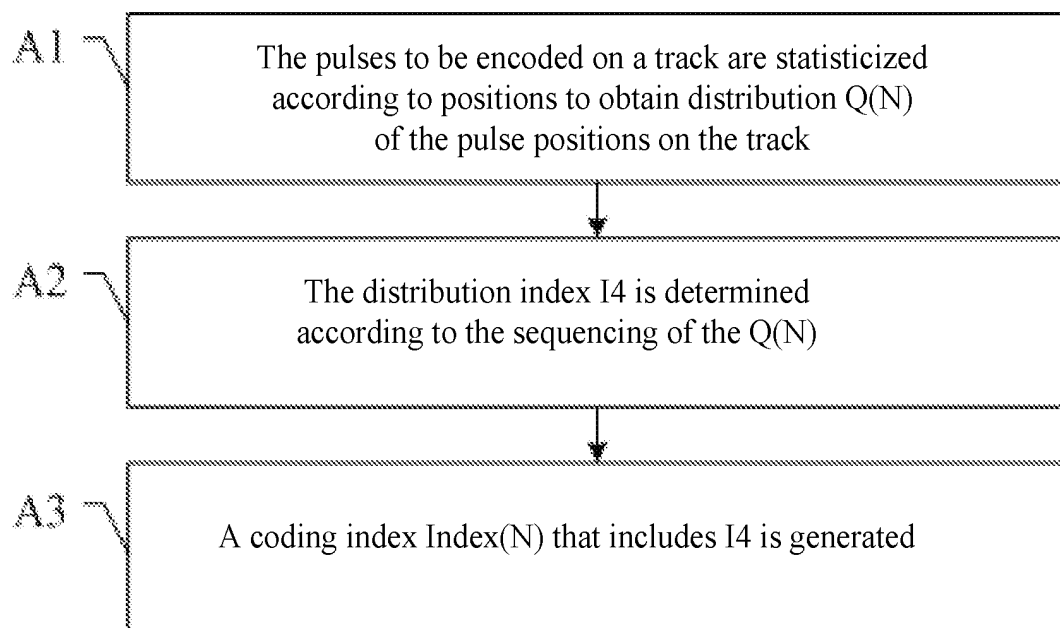 A1
The pulses to be encoded on a track are statisticized
according to positions to obtain distribution Q(N)
of the pulse positions on the track
A2
The distribution index I4 is determined
according to the sequencing of the Q(N)
A3
A coding index Index(N) that includes I4 is generated